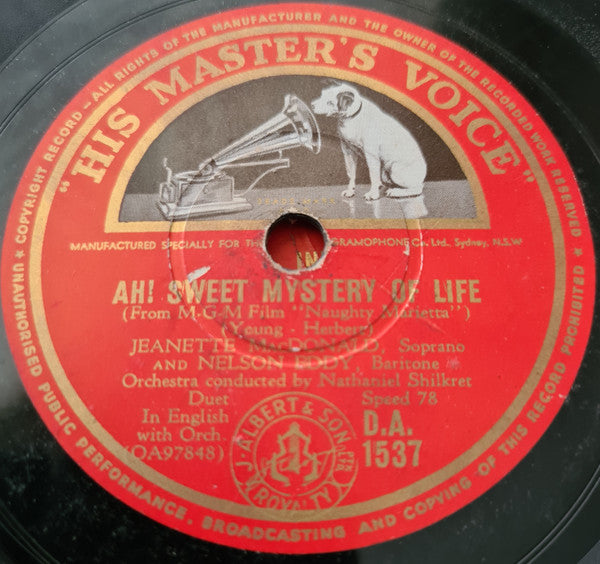 COPYRIGHT RECORD – ALL RIGHTS OF THE MANUFACTURER AND THE OWNER OF THE RECORDED WORK RESERVED
"HIS MASTER'S VOICE"
MANUFACTURED SPECIALLY FOR TH GRAMOPHONE Co. Ltd., Sydney, N.S.W
AH! SWEET MYSTERY OF LIFE
(From M-G-M Film "Naughty Marietta")
(Young - Herbert)
JEANETTE MacDONALD, Soprano
AND NELSON EDDY, Baritone
Orchestra conducted by Nathaniel Shilkret
Duet Speed 78
In English
with Orch.
(OA97848)
D.A.
1537
J. ALBERT & SON PTY LTD
ROYALTY
UNAUTHORISED PUBLIC PERFORMANCE, BROADCASTING AND COPYING OF THIS RECORD PROHIBITED